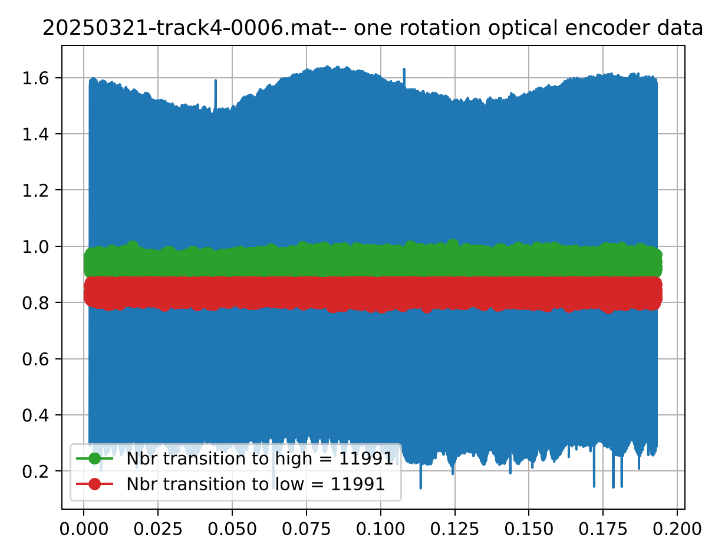 20250321-track4-0006.mat-- one rotation optical encoder data
1.6
1.4
1.2
1.0
0.8
0.6
0.4
0.2
Nbr transition to high = 11991
Nbr transition to low = 11991
0.000 0.025 0.050 0.075 0.100 0.125 0.150 0.175 0.200